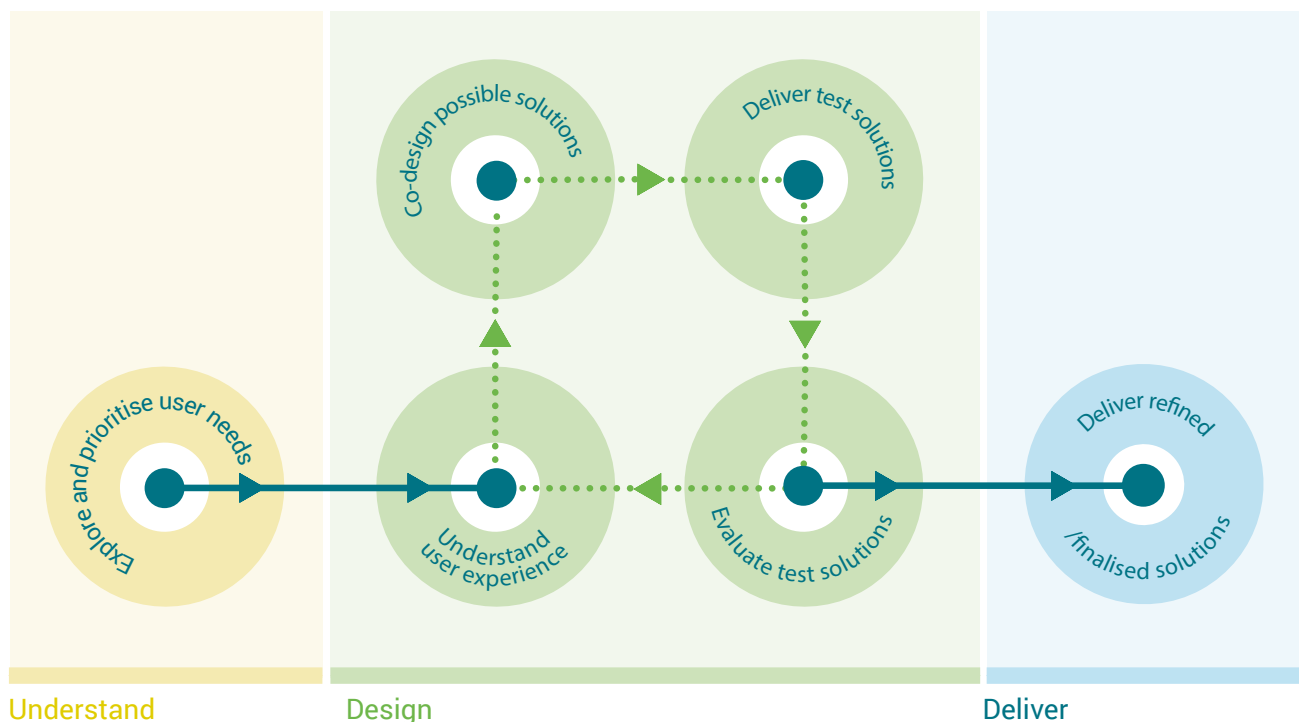 Co-design possible solutions
Deliver test solutions
Explore and prioritise user needs
Understand
user experience
Evaluate test solutions
Deliver refined
/finalised solutions
Understand
Design
Deliver